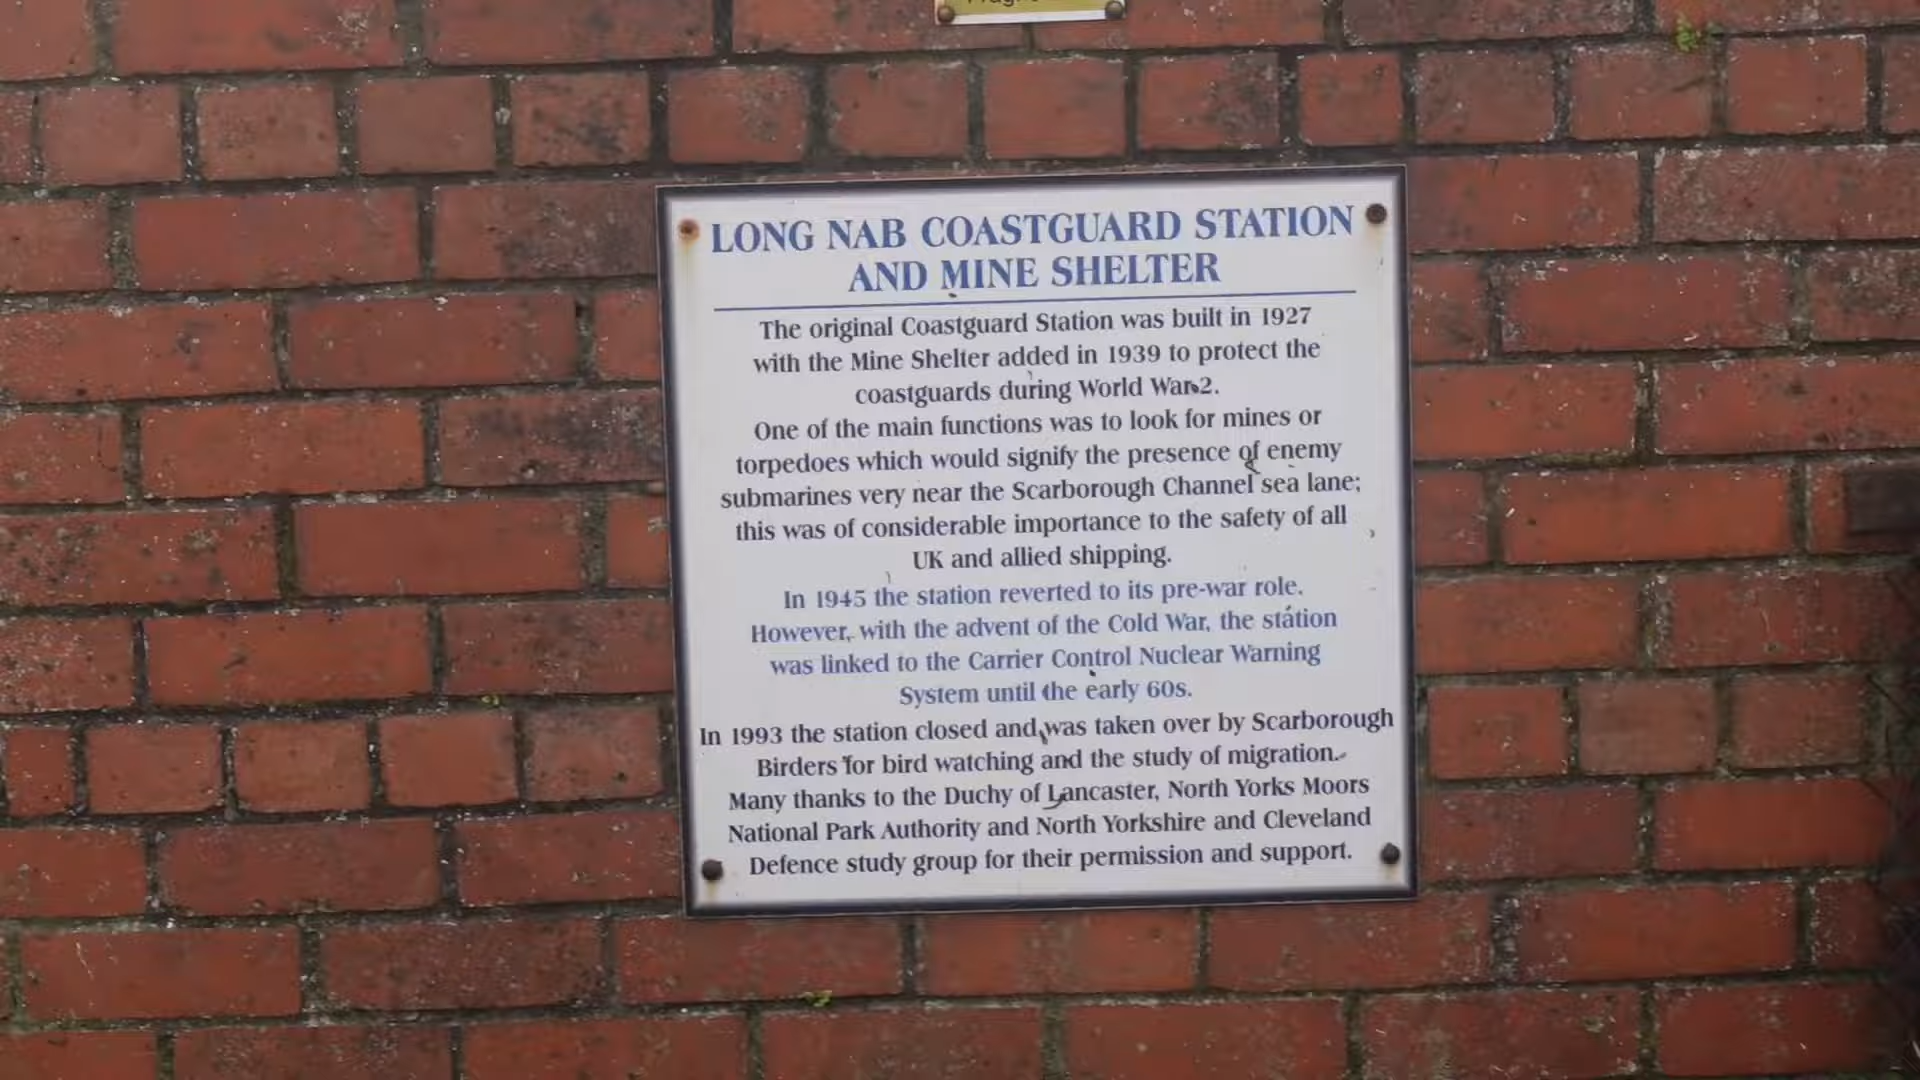 LONG NAB COASTGUARD STATION
AND MINE SHELTER
The original Coastguard Station was built in 1927
with the Mine Shelter added in 1939 to protect the
coastguards during World War 2.
One of the main functions was to look for mines or
torpedoes which would signify the presence of enemy
submarines very near the Scarborough Channel sea lane;
this was of considerable importance to the safety of all
UK and allied shipping.
In 1945 the station reverted to its pre-war role.
However, with the advent of the Cold War, the station
was linked to the Carrier Control Nuclear Warning
System until the early 60s.
In 1993 the station closed and was taken over by Scarborough
Birders for bird watching and the study of migration.
Many thanks to the Duchy of Lancaster, North Yorks Moors
National Park Authority and North Yorkshire and Cleveland
Defence study group for their permission and support.